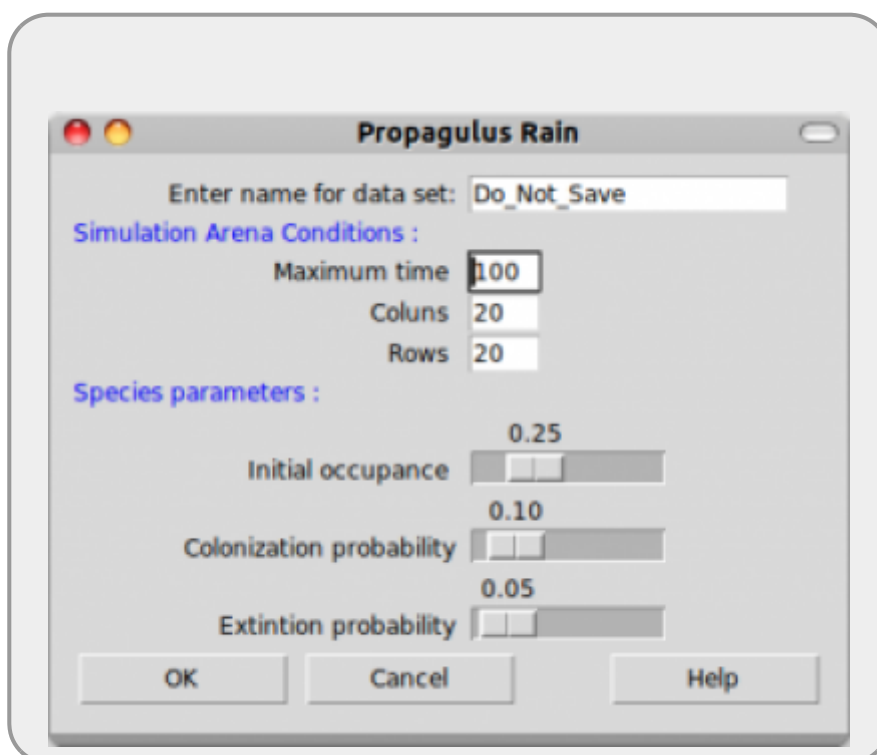 Propagulus Rain
Enter name for data set: Do_Not_Save
Simulation Arena Conditions :
Maximum time 100
Coluns 20
Rows 20
Species parameters :
0.25
Initial occupance
0.10
Colonization probability
0.05
Extintion probability
OK Cancel Help